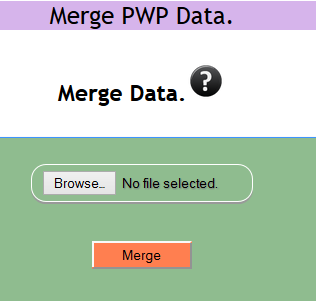 Merge PWP Data.
Merge Data. ?
Browse... No file selected.
Merge